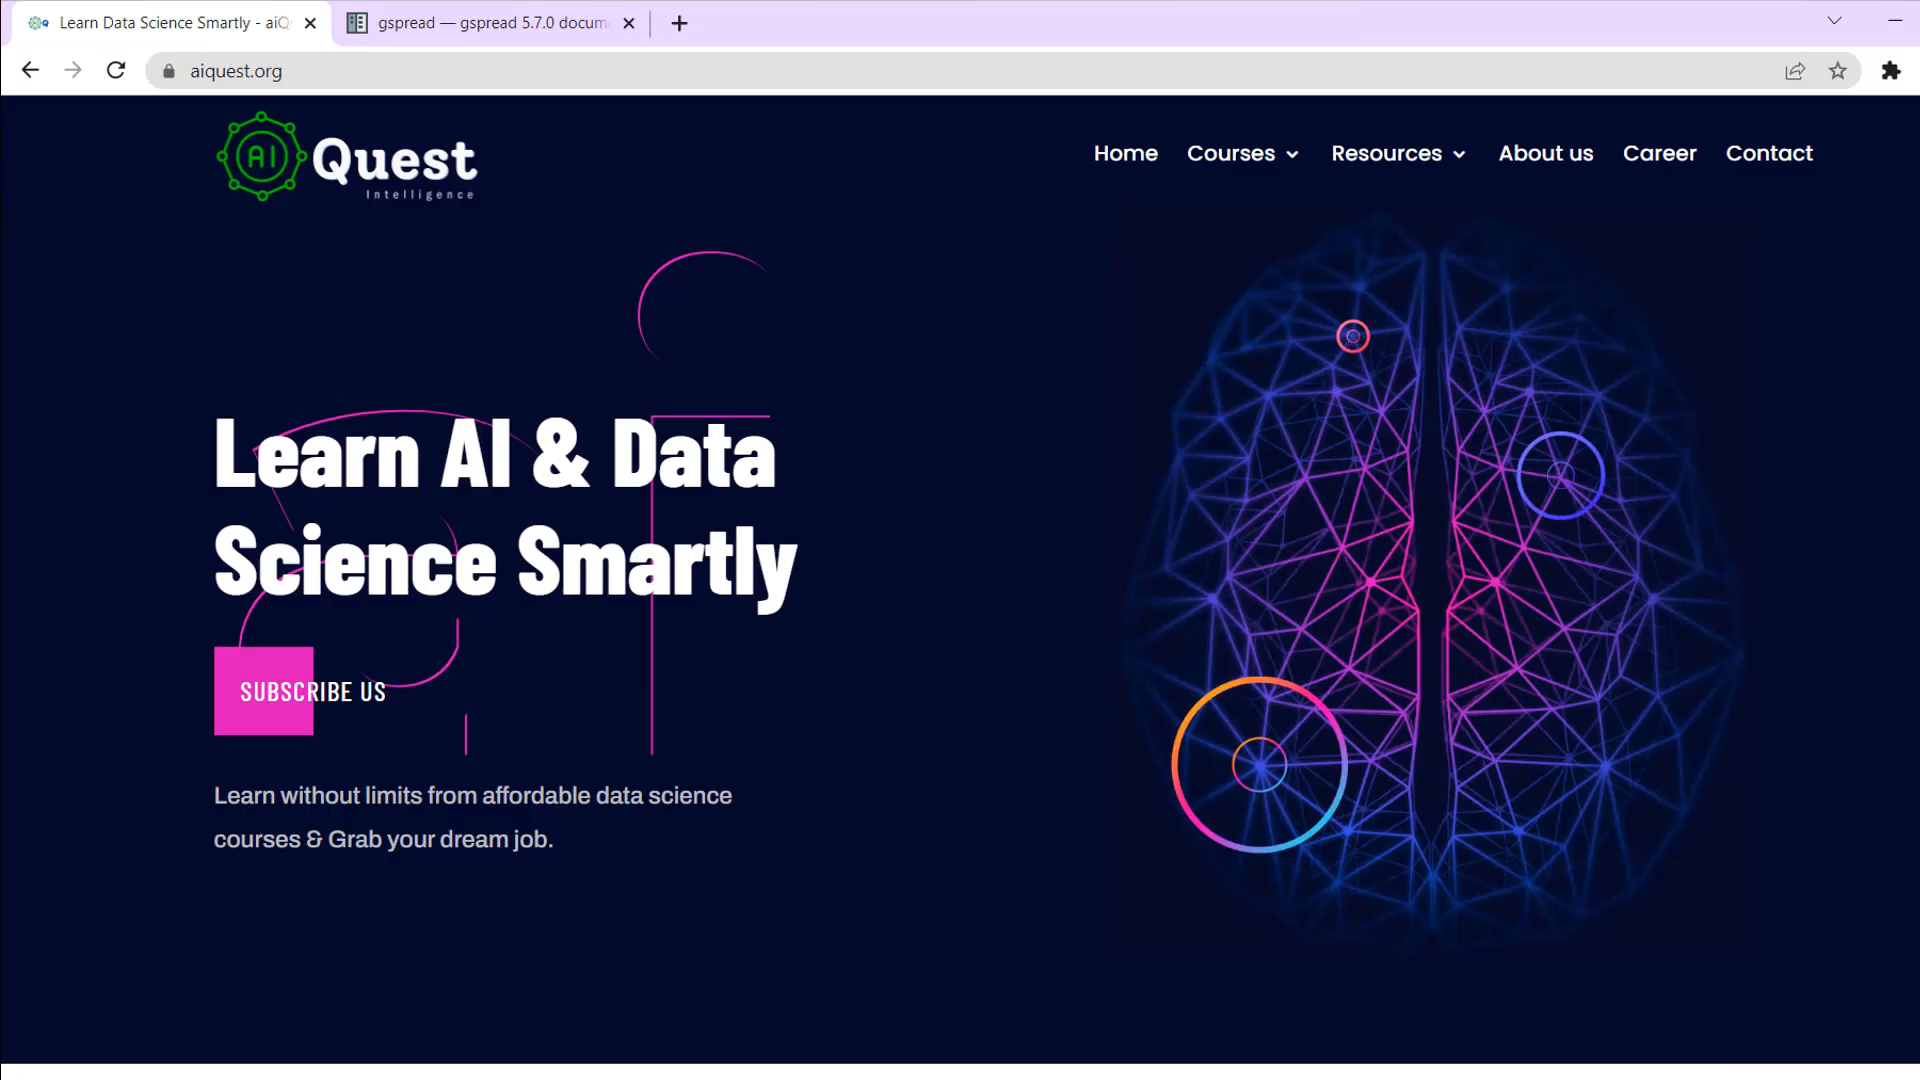 Learn Data Science Smartly - aiQ
gspread — gspread 5.7.0 docum
aiquest.org
AI Quest
Intelligence
Home Courses Resources About us Career Contact
Learn AI & Data
Science Smartly
SUBSCRIBE US
Learn without limits from affordable data science
courses & Grab your dream job.